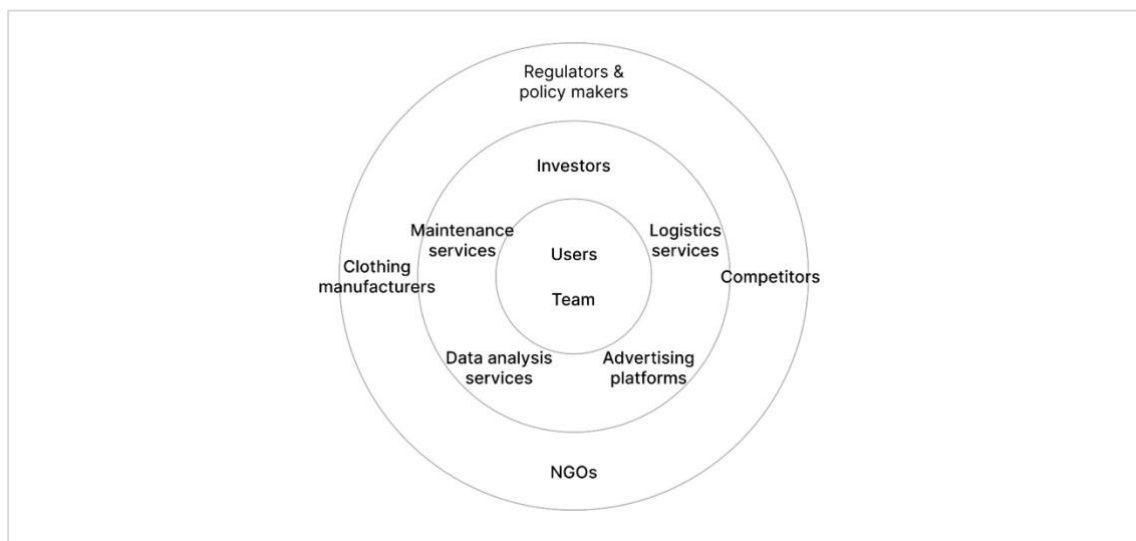 Regulators &
policy makers
Investors
Maintenance
services
Logistics
services
Users
Team
Clothing
manufacturers
Competitors
Data analysis
services
Advertising
platforms
NGOs